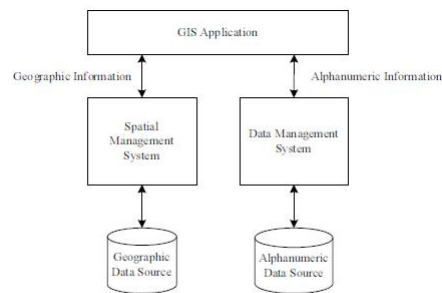 GIS Application
Geographic Information
Alphanumeric Information
Spatial
Management
System
Data Management
System
Geographic
Data Source
Alphanumeric
Data Source